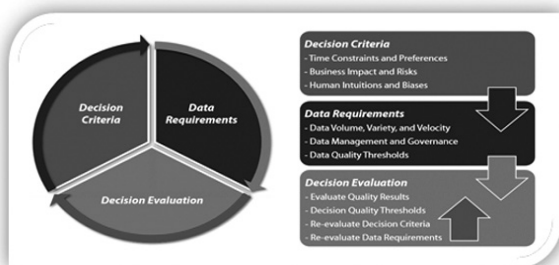 Decision
Criteria
Data
Requirements
Decision Evaluation
Decision Criteria
- Time Constraints and Preferences
- Business Impact and Risks
- Human Intuitions and Biases
Data Requirements
- Data Volume, Variety, and Velocity
- Data Management and Governance
- Data Quality Thresholds
Decision Evaluation
- Evaluate Quality Results
- Decision Quality Thresholds
- Re-evaluate Decision Criteria
- Re-evaluate Data Requirements